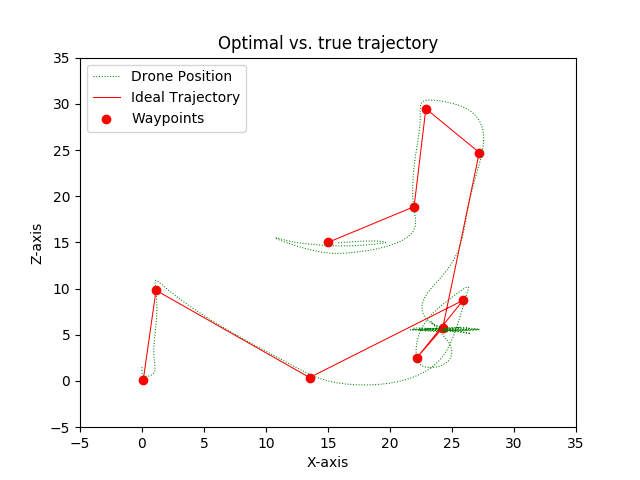 Optimal vs. true trajectory
Drone Position
Ideal Trajectory
Waypoints
35
30
25
20
15
10
5
0
−5
Z-axis
−5 0 5 10 15 20 25 30 35
X-axis